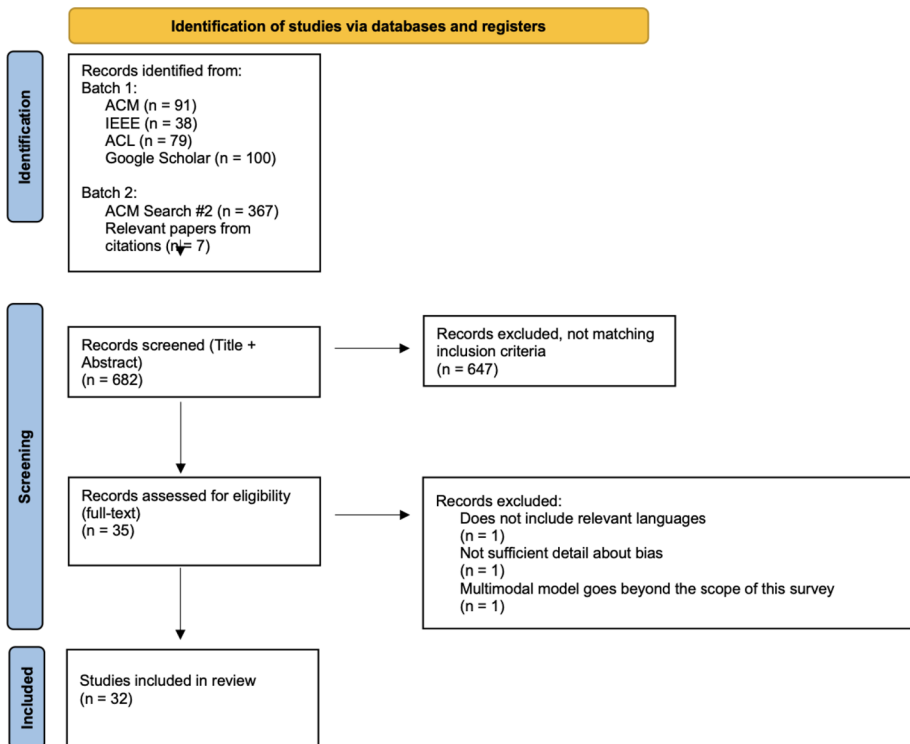 Identification of studies via databases and registers
Identification
Records identified from:
Batch 1:
ACM (n = 91)
IEEE (n = 38)
ACL (n = 79)
Google Scholar (n = 100)
Batch 2:
ACM Search #2 (n = 367)
Relevant papers from
citations (n = 7)
Screening
Records screened (Title +
Abstract)
(n = 682)
Records excluded, not matching
inclusion criteria
(n = 647)
Records assessed for eligibility
(full-text)
(n = 35)
Records excluded:
Does not include relevant languages
(n = 1)
Not sufficient detail about bias
(n = 1)
Multimodal model goes beyond the scope of this survey
(n = 1)
Included
Studies included in review
(n = 32)